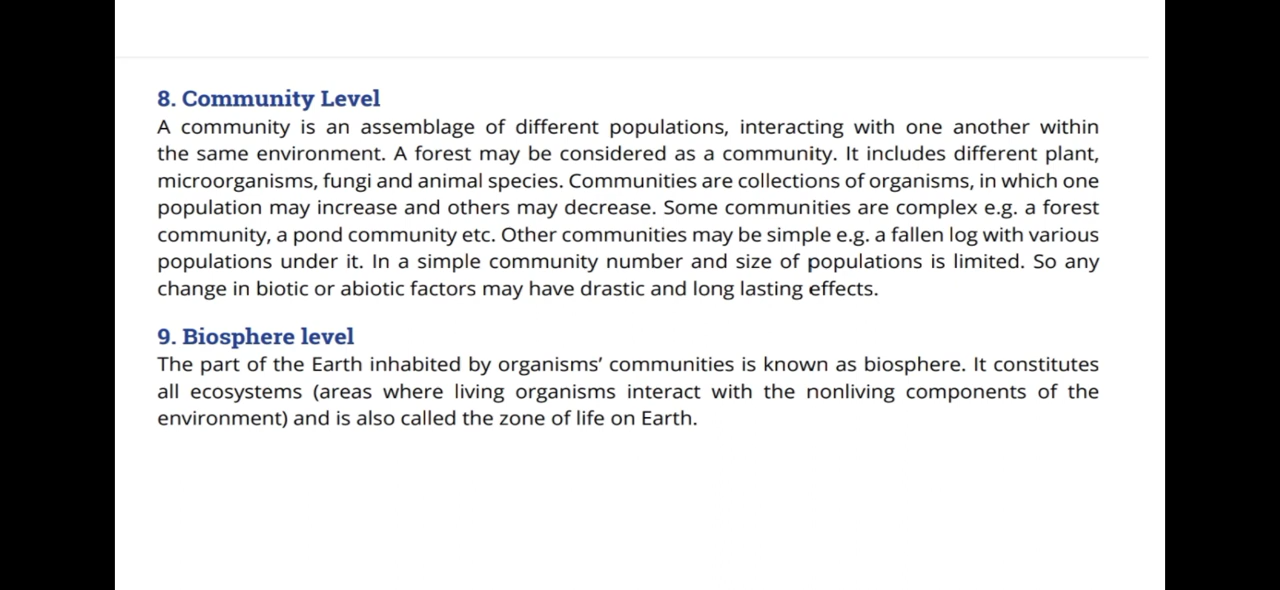 8. Community Level
A community is an assemblage of different populations, interacting with one another within
the same environment. A forest may be considered as a community. It includes different plant,
microorganisms, fungi and animal species. Communities are collections of organisms, in which one
population may increase and others may decrease. Some communities are complex e.g. a forest
community, a pond community etc. Other communities may be simple e.g. a fallen log with various
populations under it. In a simple community number and size of populations is limited. So any
change in biotic or abiotic factors may have drastic and long lasting effects.
9. Biosphere level
The part of the Earth inhabited by organisms’ communities is known as biosphere. It constitutes
all ecosystems (areas where living organisms interact with the nonliving components of the
environment) and is also called the zone of life on Earth.